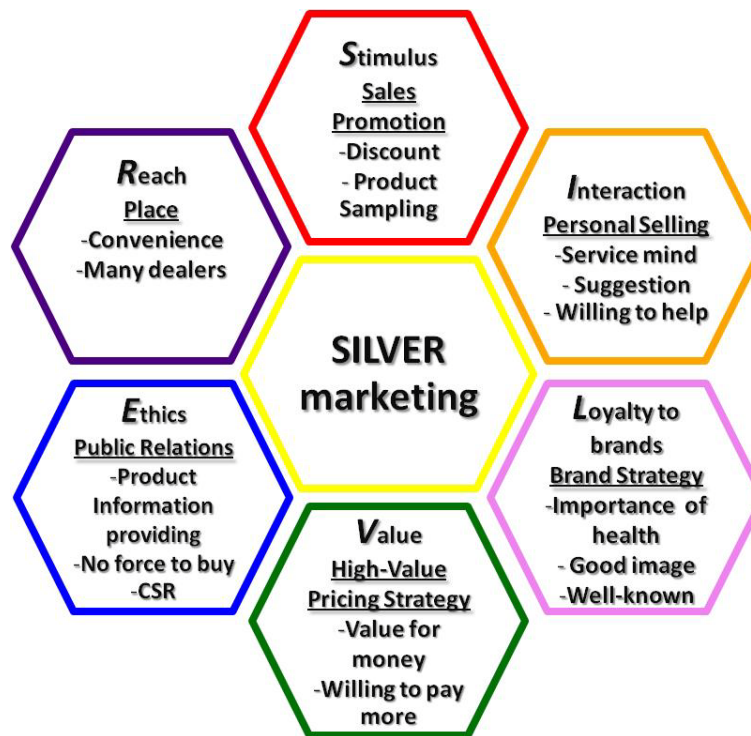 Stimulus
Sales
Promotion
-Discount
- Product
Sampling
Interaction
Personal Selling
-Service mind
- Suggestion
- Willing to help
Loyalty to
brands
Brand Strategy
-Importance of
health
- Good image
-Well-known
Value
High-Value
Pricing Strategy
-Value for
money
-Willing to pay
more
Ethics
Public Relations
-Product
Information
providing
-No force to buy
-CSR
Reach
Place
-Convenience
-Many dealers
SILVER
marketing